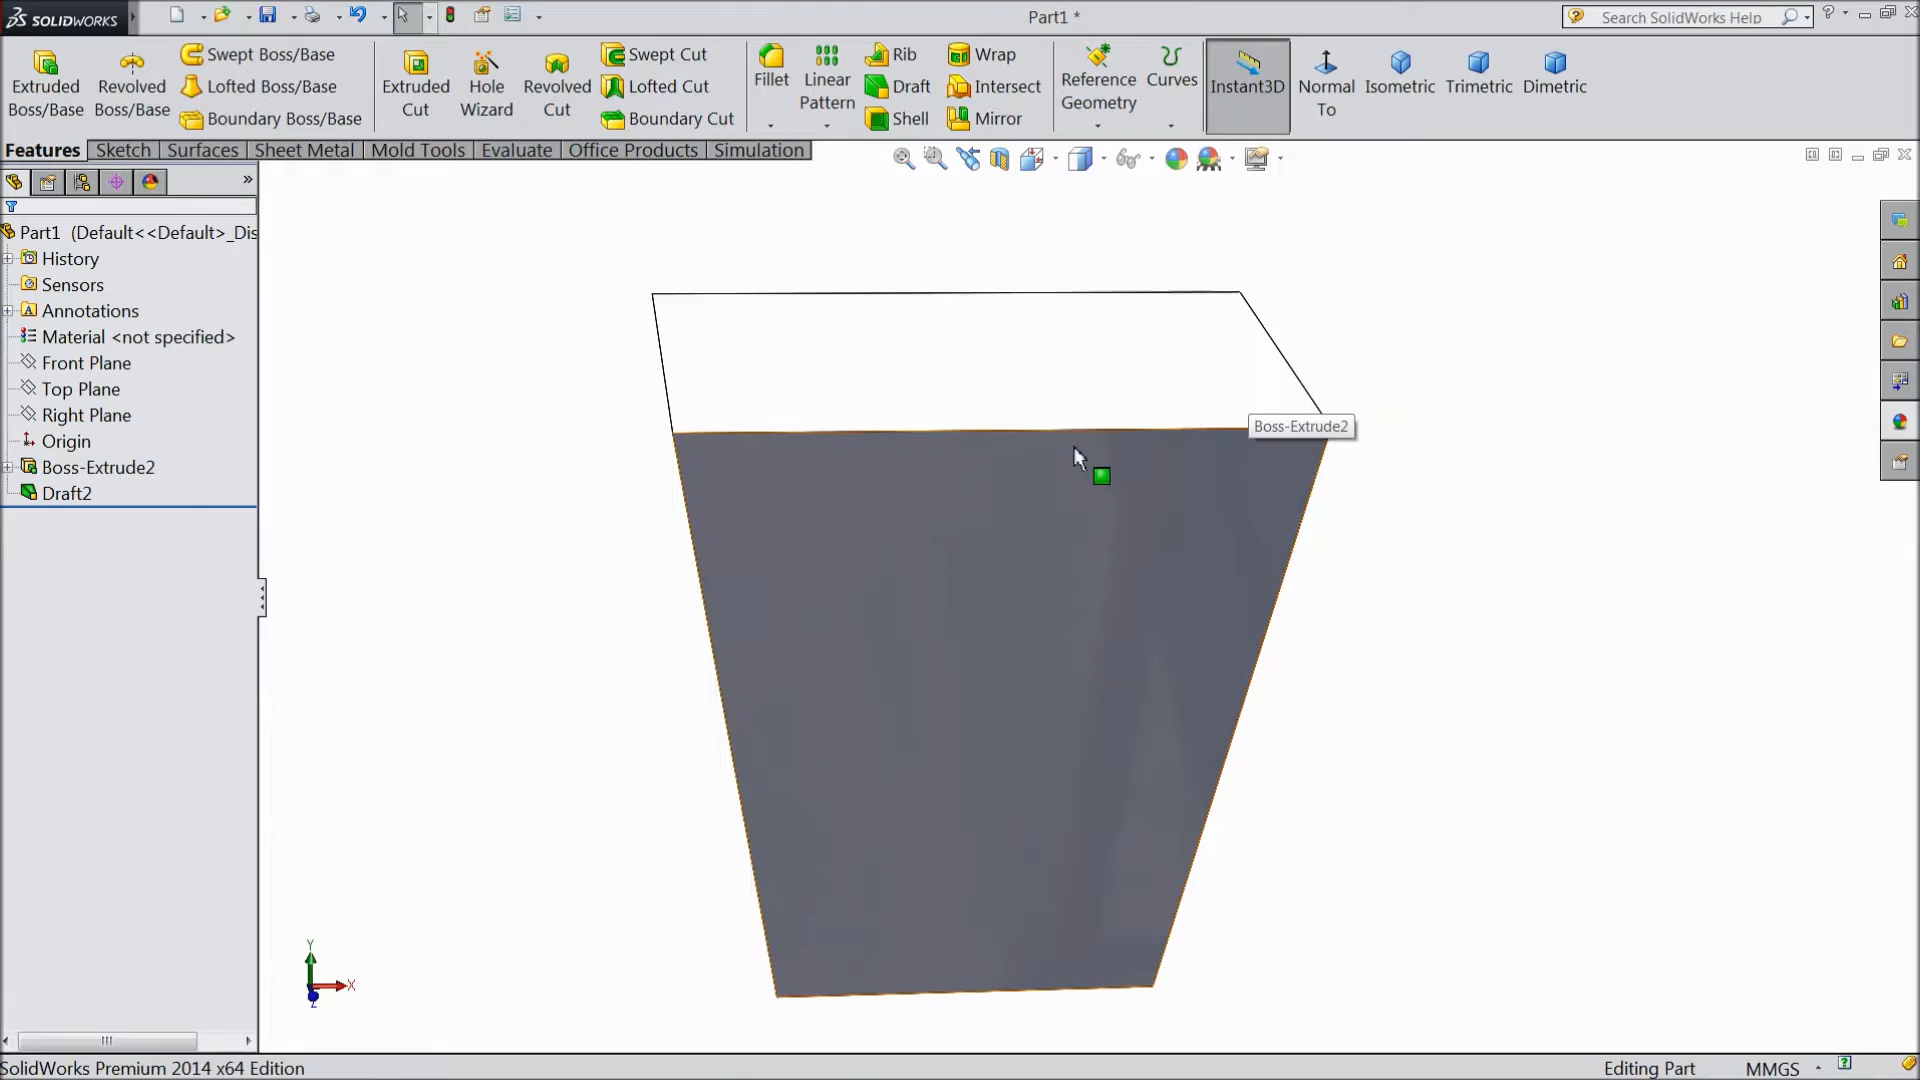 SOLIDWORKS
Part1 *
Search SolidWorks Help
Extruded Boss/Base
Revolved Boss/Base
Swept Boss/Base
Lofted Boss/Base
Boundary Boss/Base
Extruded Cut
Hole Wizard
Revolved Cut
Swept Cut
Lofted Cut
Boundary Cut
Fillet
Linear Pattern
Rib
Draft
Shell
Wrap
Intersect
Mirror
Reference Geometry
Curves
Instant3D
Normal To
Isometric
Trimetric
Dimetric
Features
Sketch
Surfaces
Sheet Metal
Mold Tools
Evaluate
Office Products
Simulation
Part1 (Default<<Default>_Dis
History
Sensors
Annotations
Material <not specified>
Front Plane
Top Plane
Right Plane
Origin
Boss-Extrude2
Draft2
Boss-Extrude2
Y
X
Z
SolidWorks Premium 2014 x64 Edition
Editing Part
MMGS